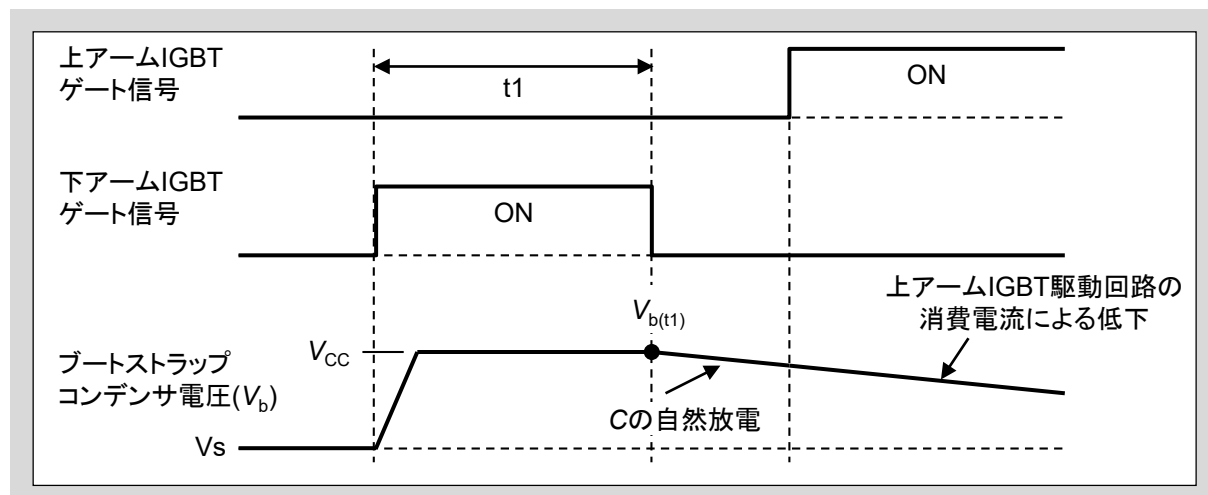 上アームIGBT
ゲート信号
t1
ON
下アームIGBT
ゲート信号
ON
上アームIGBT駆動回路の
消費電流による低下
Vb(t1)
VCC
ブートストラップ
コンデンサ電圧(Vb)
Cの自然放電
Vs